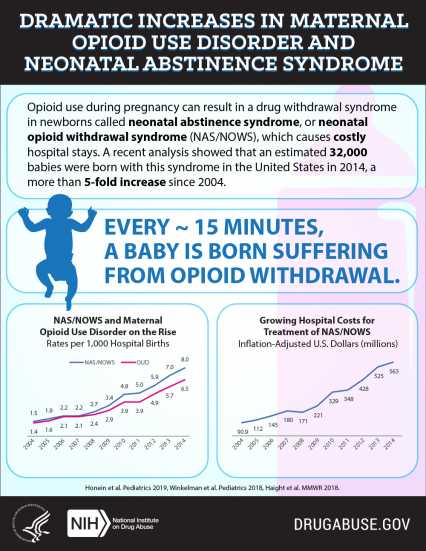 DRAMATIC INCREASES IN MATERNAL
OPIOID USE DISORDER AND
NEONATAL ABSTINENCE SYNDROME
Opioid use during pregnancy can result in a drug withdrawal syndrome
in newborns called neonatal abstinence syndrome, or neonatal
opioid withdrawal syndrome (NAS/NOWS), which causes costly
hospital stays. A recent analysis showed that an estimated 32,000
babies were born with this syndrome in the United States in 2014, a
more than 5-fold increase since 2004.
EVERY ~ 15 MINUTES,
A BABY IS BORN SUFFERING
FROM OPIOID WITHDRAWAL.
NAS/NOWS and Maternal
Opioid Use Disorder on the Rise
Rates per 1,000 Hospital Births
NAS/NOWS OUD
1.5 1.9 2.2 2.2 2.7 3.4 4.9 5.0 5.9 7.0 8.0
1.4 1.6 2.1 2.1 2.4 2.9 3.9 3.9 4.9 5.7 6.5
2004 2005 2006 2007 2008 2009 2010 2011 2012 2013 2014
Growing Hospital Costs for
Treatment of NAS/NOWS
Inflation-Adjusted U.S. Dollars (millions)
90.9 112 145 180 171 221 329 348 428 525 563
2004 2005 2006 2007 2008 2009 2010 2011 2012 2013 2014
Honein et al. Pediatrics 2019, Winkelman et al. Pediatrics 2018, Haight et al. MMWR 2018.
NIH National Institute
on Drug Abuse
DRUGABUSE.GOV